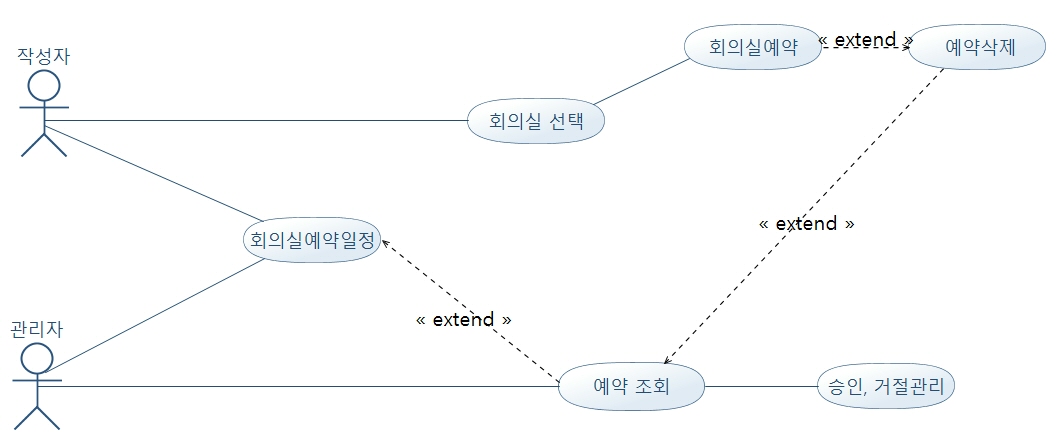 작성자
회의실예약
« extend »
예약삭제
회의실 선택
« extend »
회의실예약일정
« extend »
관리자
예약 조회
승인, 거절관리